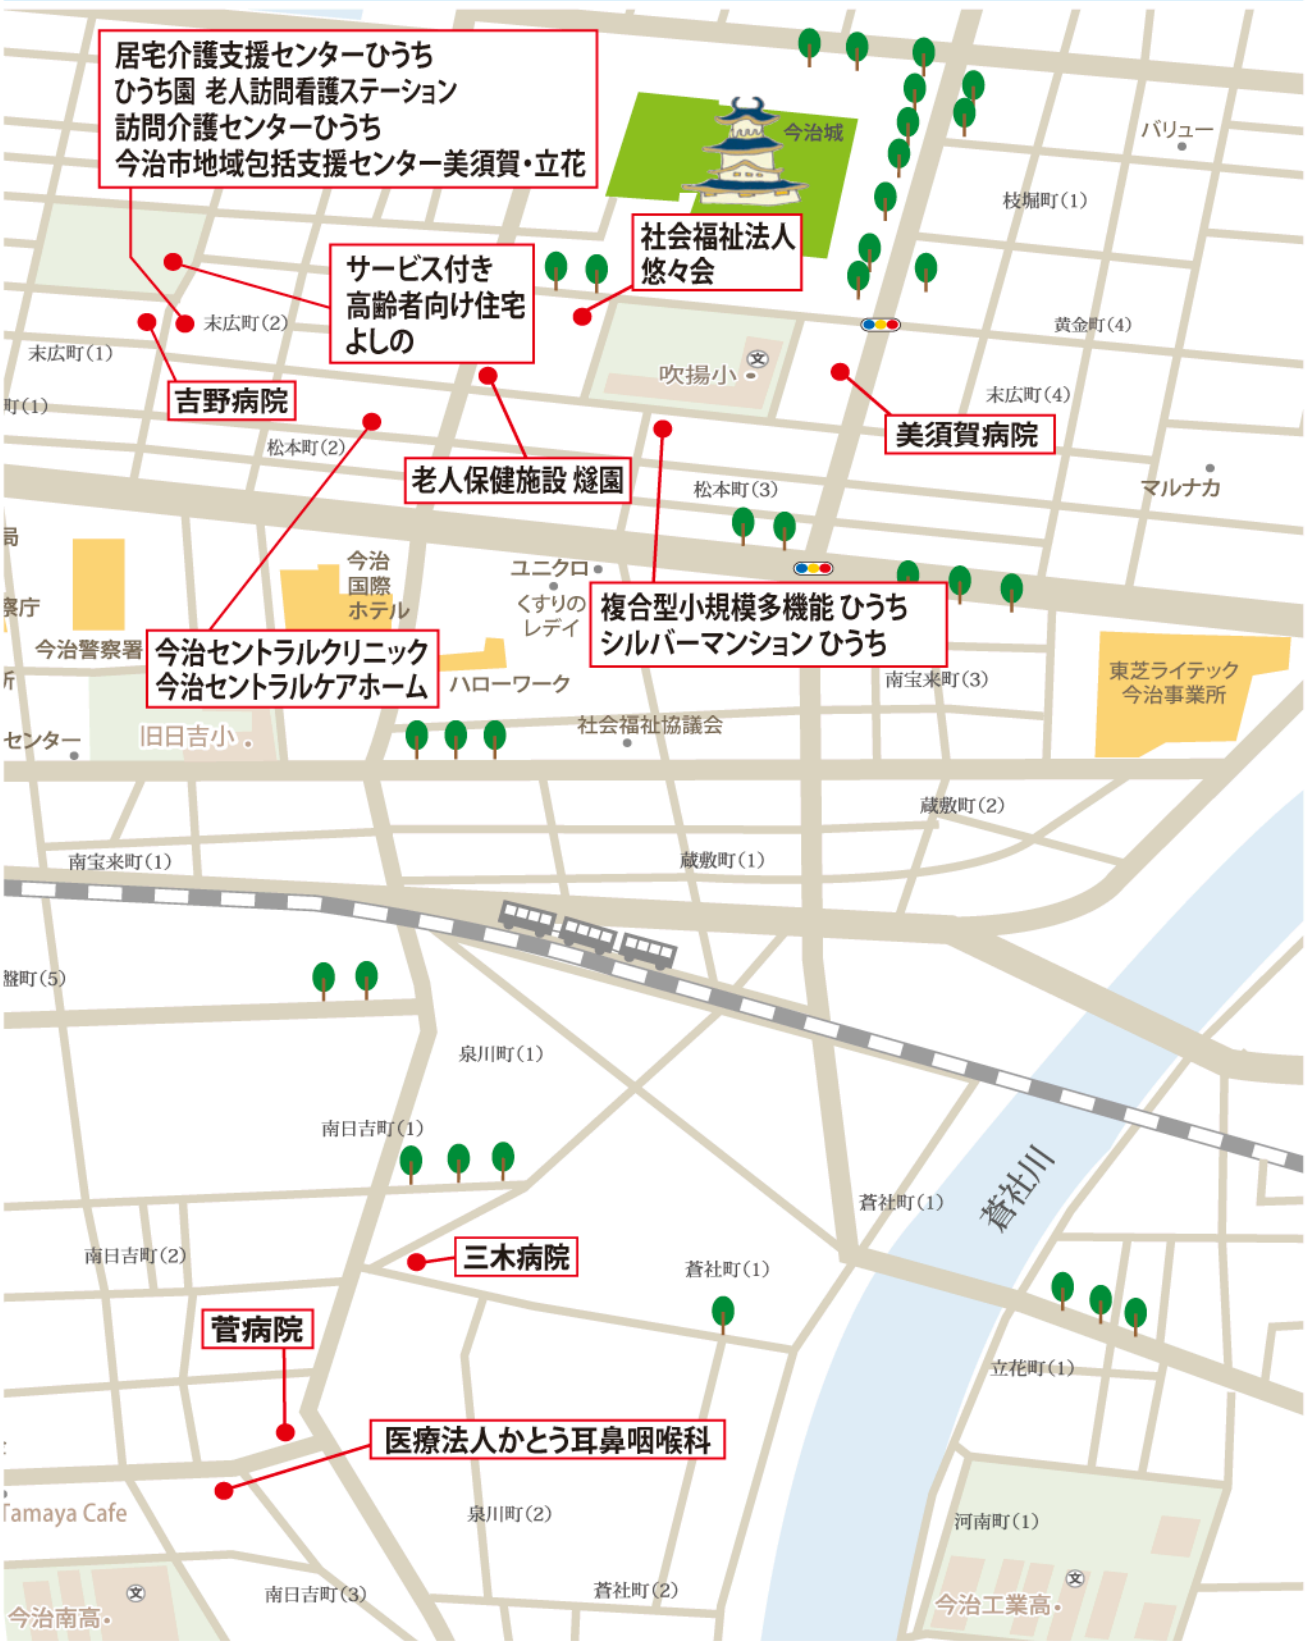 居宅介護支援センターひうち
ひうち園 老人訪問看護ステーション
訪問介護センターひうち
今治市地域包括支援センター美須賀・立花
今治城
バリュー
枝堀町(1)
社会福祉法人
悠々会
サービス付き
高齢者向け住宅
よしの
末広町(2)
黄金町(4)
末広町(1)
吹揚小
文
末広町(4)
吉野病院
町(1)
美須賀病院
松本町(2)
老人保健施設 燧園
松本町(3)
マルナカ
局
今治
国際
ホテル
ユニクロ
くすりの
レデイ
察庁
複合型小規模多機能 ひうち
シルバーマンション ひうち
今治警察署
今治セントラルクリニック
今治セントラルケアホーム
ハローワーク
所
南宝来町(3)
東芝ライテック
今治事業所
センター
旧日吉小
社会福祉協議会
蔵敷町(2)
南宝来町(1)
蔵敷町(1)
盤町(5)
泉川町(1)
南日吉町(1)
蒼社川
蒼社町(1)
南日吉町(2)
三木病院
蒼社町(1)
菅病院
立花町(1)
医療法人かとう耳鼻咽喉科
Tamaya Cafe
泉川町(2)
河南町(1)
文
南日吉町(3)
蒼社町(2)
文
今治南高
今治工業高